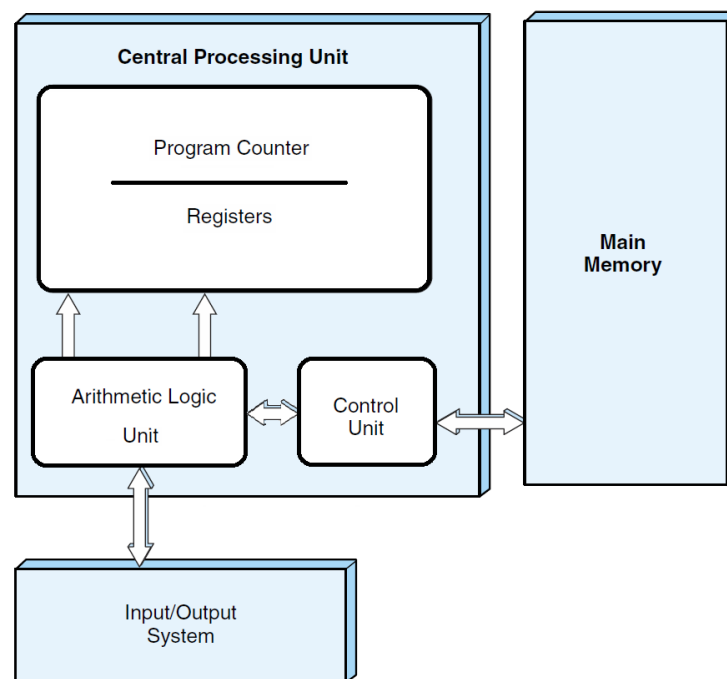 Central Processing Unit
Program Counter
Registers
Main
Memory
Arithmetic Logic
Unit
Control
Unit
Input/Output
System